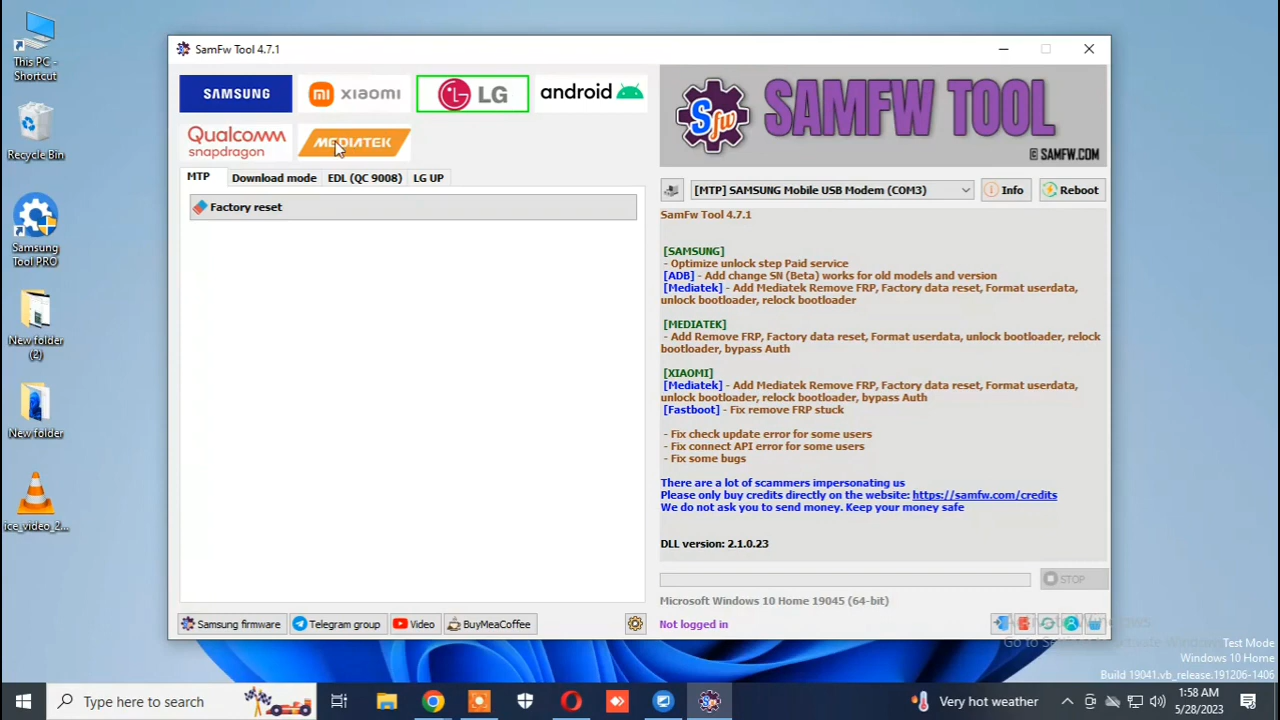 This PC -
Shortcut
Recycle Bin
Samsung
Tool PRO
New folder
(2)
New folder
ice_video_2...
SamFw Tool 4.7.1
SAMSUNG
xiaomi
LG
android
Qualcomm
snapdragon
MEDIATEK
MTP
Download mode
EDL (QC 9008)
LG UP
Factory reset
Sfw
SAMFW TOOL
© SAMFW.COM
[MTP] SAMSUNG Mobile USB Modem (COM3)
Info
Reboot
SamFw Tool 4.7.1
[SAMSUNG]
- Optimize unlock step Paid service
[ADB] - Add change SN (Beta) works for old models and version
[Mediatek] - Add Mediatek Remove FRP, Factory data reset, Format userdata,
unlock bootloader, relock bootloader
[MEDIATEK]
- Add Remove FRP, Factory data reset, Format userdata, unlock bootloader, relock
bootloader, bypass Auth
[XIAOMI]
[Mediatek] - Add Mediatek Remove FRP, Factory data reset, Format userdata,
unlock bootloader, relock bootloader, bypass Auth
[Fastboot] - Fix remove FRP stuck
- Fix check update error for some users
- Fix connect API error for some users
- Fix some bugs
There are a lot of scammers impersonating us
Please only buy credits directly on the website: https://samfw.com/credits
We do not ask you to send money. Keep your money safe
DLL version: 2.1.0.23
STOP
Microsoft Windows 10 Home 19045 (64-bit)
Samsung firmware
Telegram group
Video
BuyMeaCoffee
Not logged in
Test Mode
Windows 10 Home
Build 19041.vb_release.191206-1406
Type here to search
Very hot weather
1:58 AM
5/28/2023